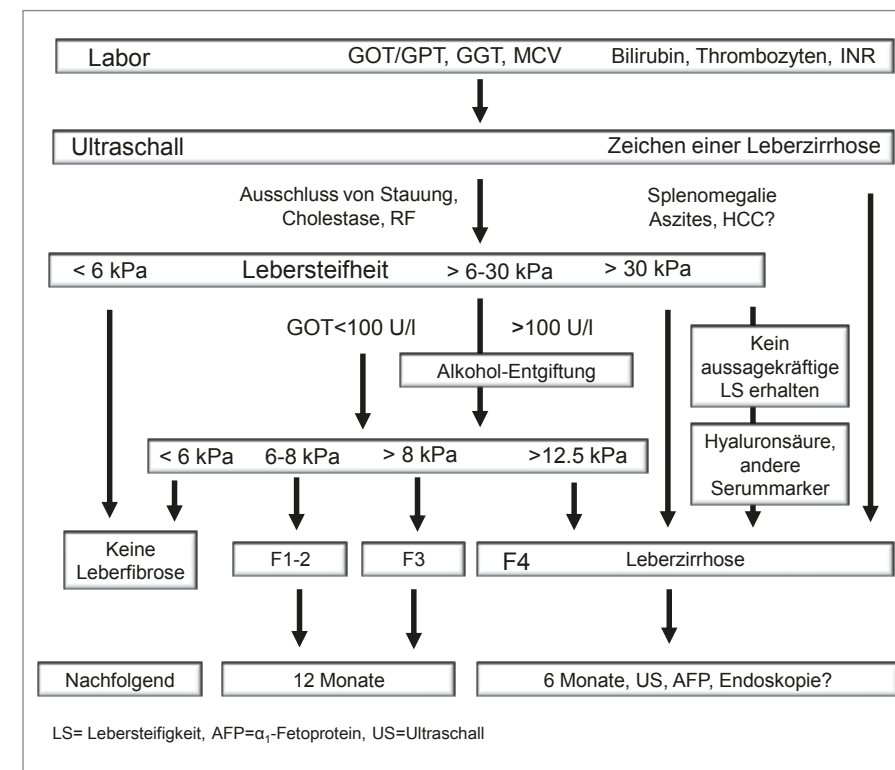 Labor GOT/GPT, GGT, MCV Bilirubin, Thrombozyten, INR
Ultraschall Zeichen einer Leberzirrhose
Ausschluss von Stauung,
Cholestase, RF
Splenomegalie
Aszites, HCC?
< 6 kPa Lebersteifheit > 6-30 kPa > 30 kPa
GOT<100 U/l >100 U/l
Alkohol-Entgiftung
Kein
aussagekräftige
LS erhalten
Hyaluronsäure,
andere
Serummarker
< 6 kPa 6-8 kPa > 8 kPa >12.5 kPa
Keine
Leberfibrose
F1-2
F3
F4 Leberzirrhose
Nachfolgend
12 Monate
6 Monate, US, AFP, Endoskopie?
LS= Lebersteifigkeit, AFP=α₁-Fetoprotein, US=Ultraschall